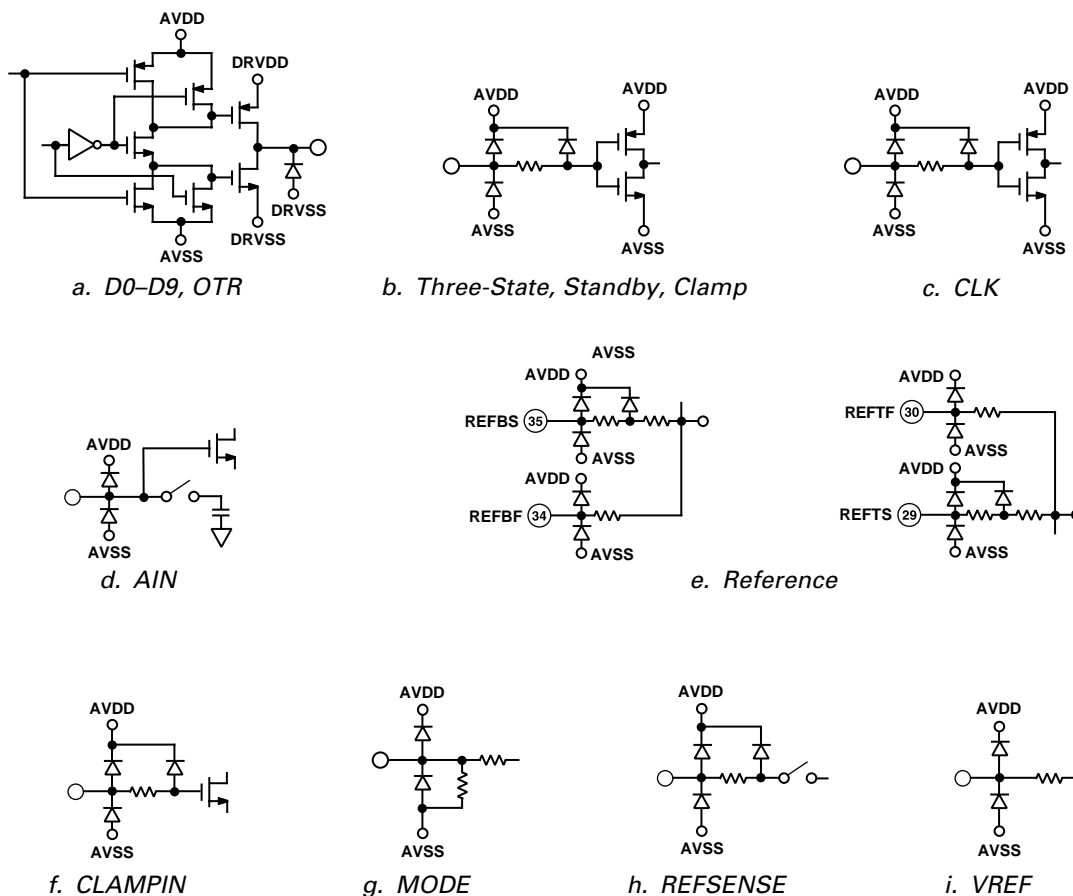 AVDD
DRVDD
DRVSS
AVSS
DRVSS
a. D0–D9, OTR
AVDD
AVDD
AVSS
AVSS
b. Three-State, Standby, Clamp
AVDD
AVDD
AVSS
AVSS
c. CLK
AVDD
AVSS
d. AIN
AVSS
AVDD
REFBS 35
AVSS
AVDD
REFBF 34
AVSS
AVDD
REFTF 30
AVSS
AVDD
REFTS 29
AVSS
e. Reference
AVDD
AVSS
f. CLAMPIN
AVDD
AVSS
g. MODE
AVDD
AVSS
h. REFSENSE
AVDD
AVSS
i. VREF